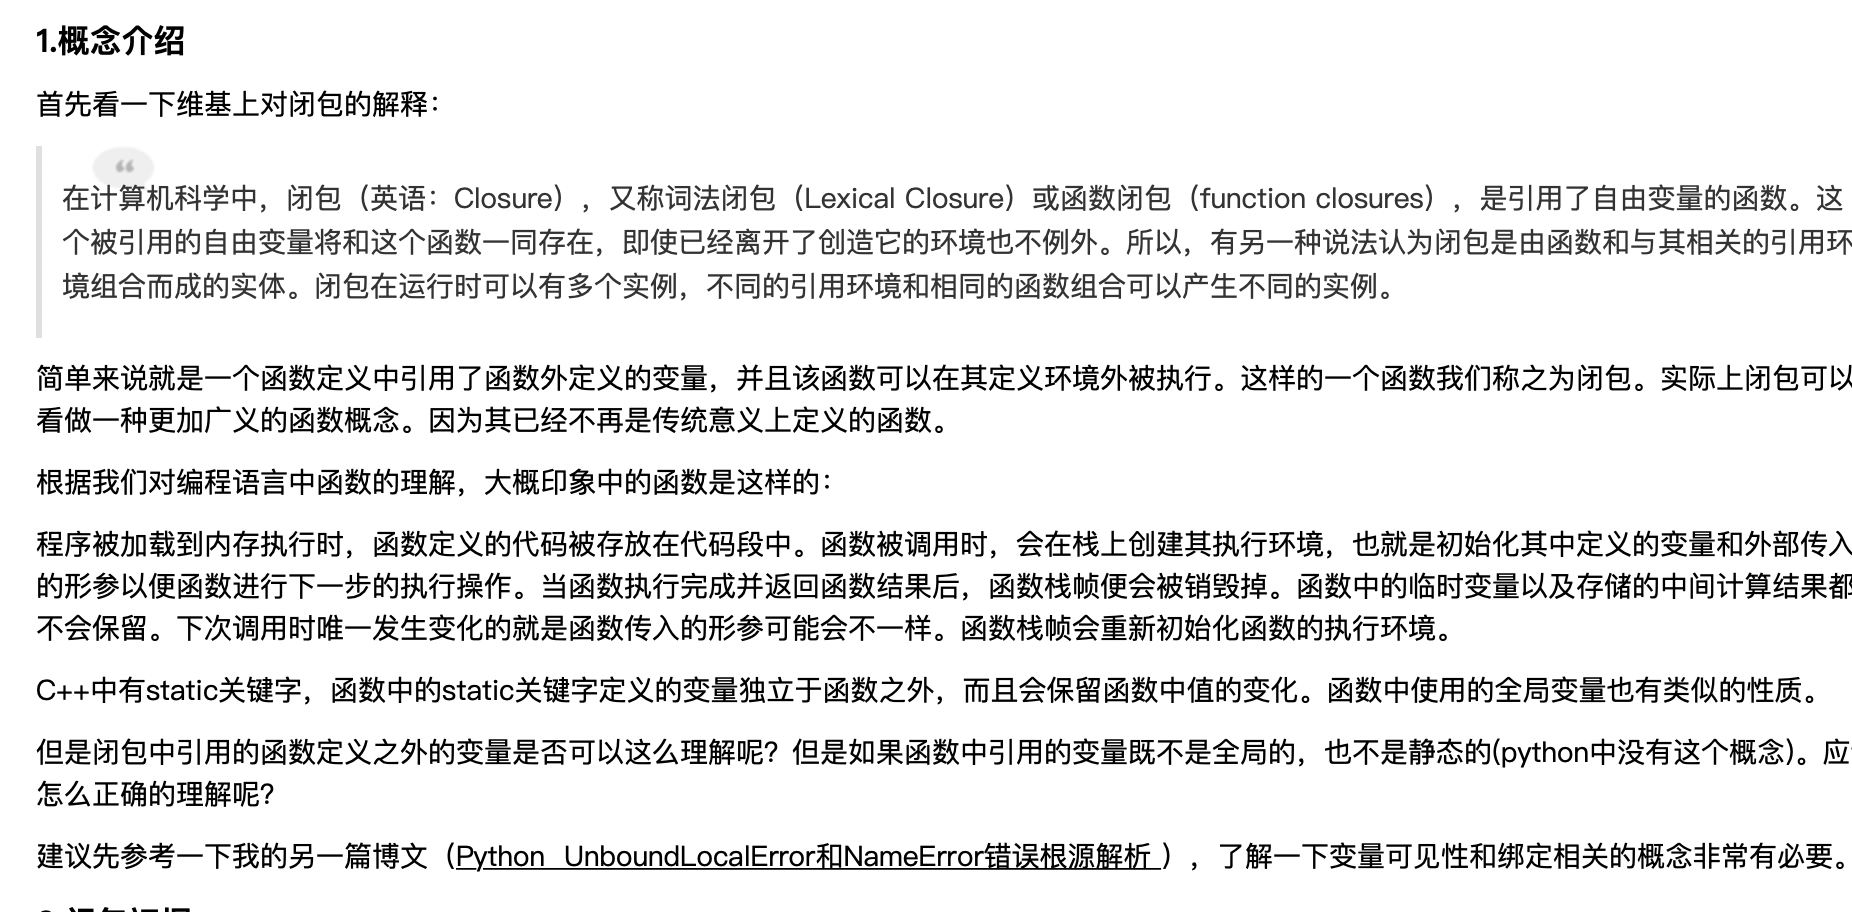 1.概念介绍
首先看一下维基上对闭包的解释：
“
在计算机科学中，闭包（英语：Closure），又称词法闭包（Lexical Closure）或函数闭包（function closures），是引用了自由变量的函数。这
个被引用的自由变量将和这个函数一同存在，即使已经离开了创造它的环境也不例外。所以，有另一种说法认为闭包是由函数和与其相关的引用环
境组合而成的实体。闭包在运行时可以有多个实例，不同的引用环境和相同的函数组合可以产生不同的实例。
简单来说就是一个函数定义中引用了函数外定义的变量，并且该函数可以在其定义环境外被执行。这样的一个函数我们称之为闭包。实际上闭包可以
看做一种更加广义的函数概念。因为其已经不再是传统意义上定义的函数。
根据我们对编程语言中函数的理解，大概印象中的函数是这样的：
程序被加载到内存执行时，函数定义的代码被存放在代码段中。函数被调用时，会在栈上创建其执行环境，也就是初始化其中定义的变量和外部传入
的形参以便函数进行下一步的执行操作。当函数执行完成并返回函数结果后，函数栈帧便会被销毁掉。函数中的临时变量以及存储的中间计算结果都
不会保留。下次调用时唯一发生变化的就是函数传入的形参可能会不一样。函数栈帧会重新初始化函数的执行环境。
C++中有static关键字，函数中的static关键字定义的变量独立于函数之外，而且会保留函数中值的变化。函数中使用的全局变量也有类似的性质。
但是闭包中引用的函数定义之外的变量是否可以这么理解呢？但是如果函数中引用的变量既不是全局的，也不是静态的(python中没有这个概念)。应
怎么正确的理解呢？
建议先参考一下我的另一篇博文（Python UnboundLocalError和NameError错误根源解析 ），了解一下变量可见性和绑定相关的概念非常有必要。